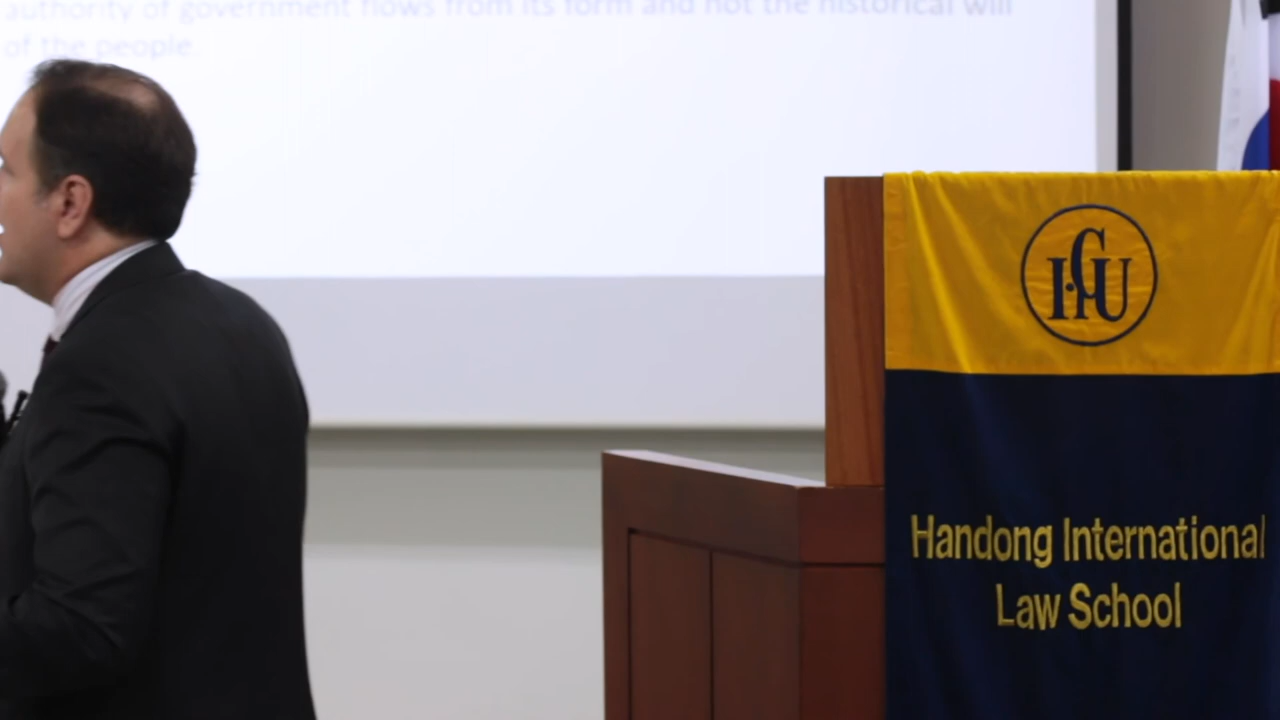 authority of government flows from its form and not the historical will
of the people.
HGU
Handong International
Law School